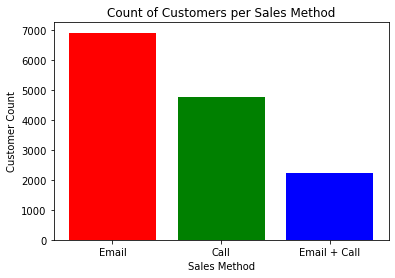 Count of Customers per Sales Method
7000
6000
5000
4000
3000
2000
1000
0
Customer Count
Email
Call
Email + Call
Sales Method